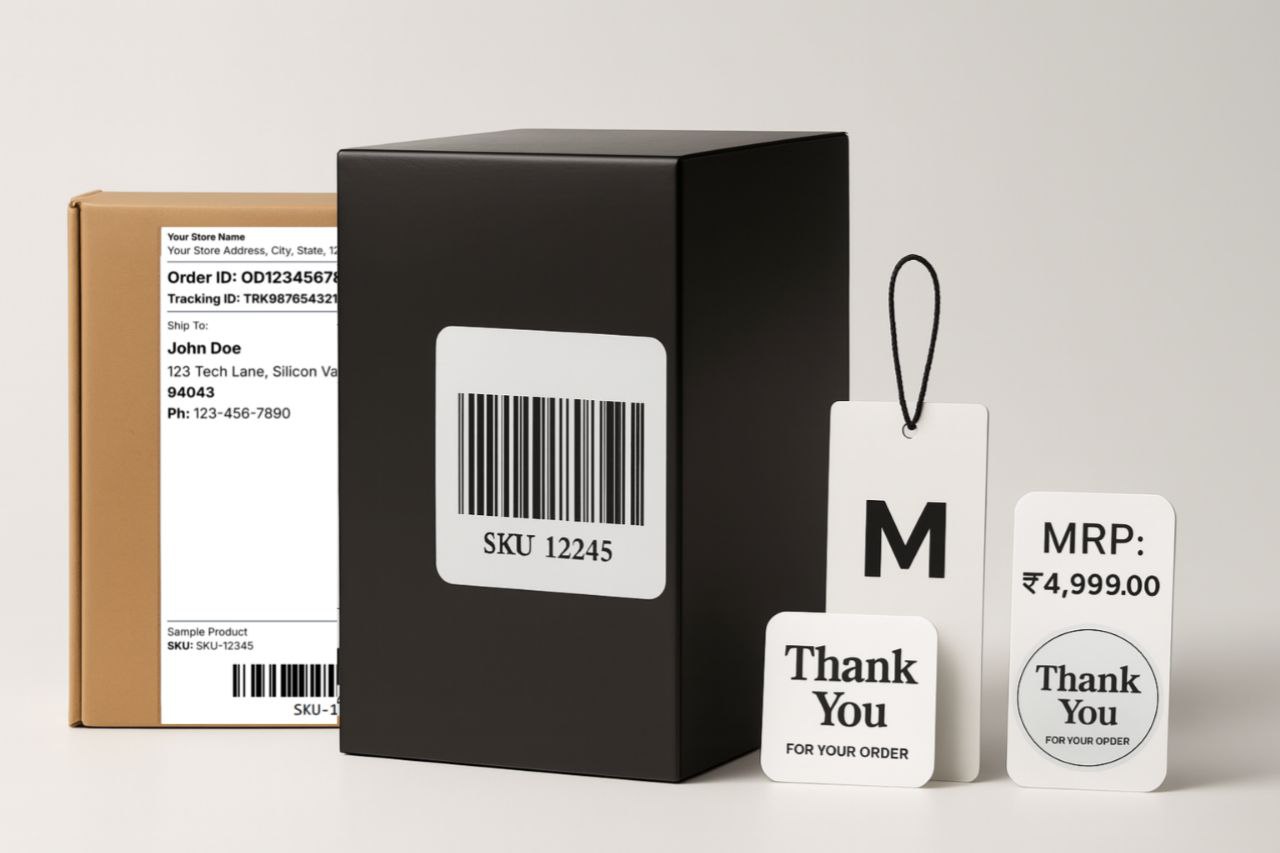 Your Store Name
Your Store Address, City, State, 12
Order ID: OD12345678
Tracking ID: TRK987654321
Ship To:
John Doe
123 Tech Lane, Silicon Va
94043
Ph: 123-456-7890
Sample Product
SKU: SKU-12345
SKU-1
SKU 12245
M
Thank
You
FOR YOUR ORDER
MRP:
₹4,999.00
Thank
You
FOR YOUR OPDER